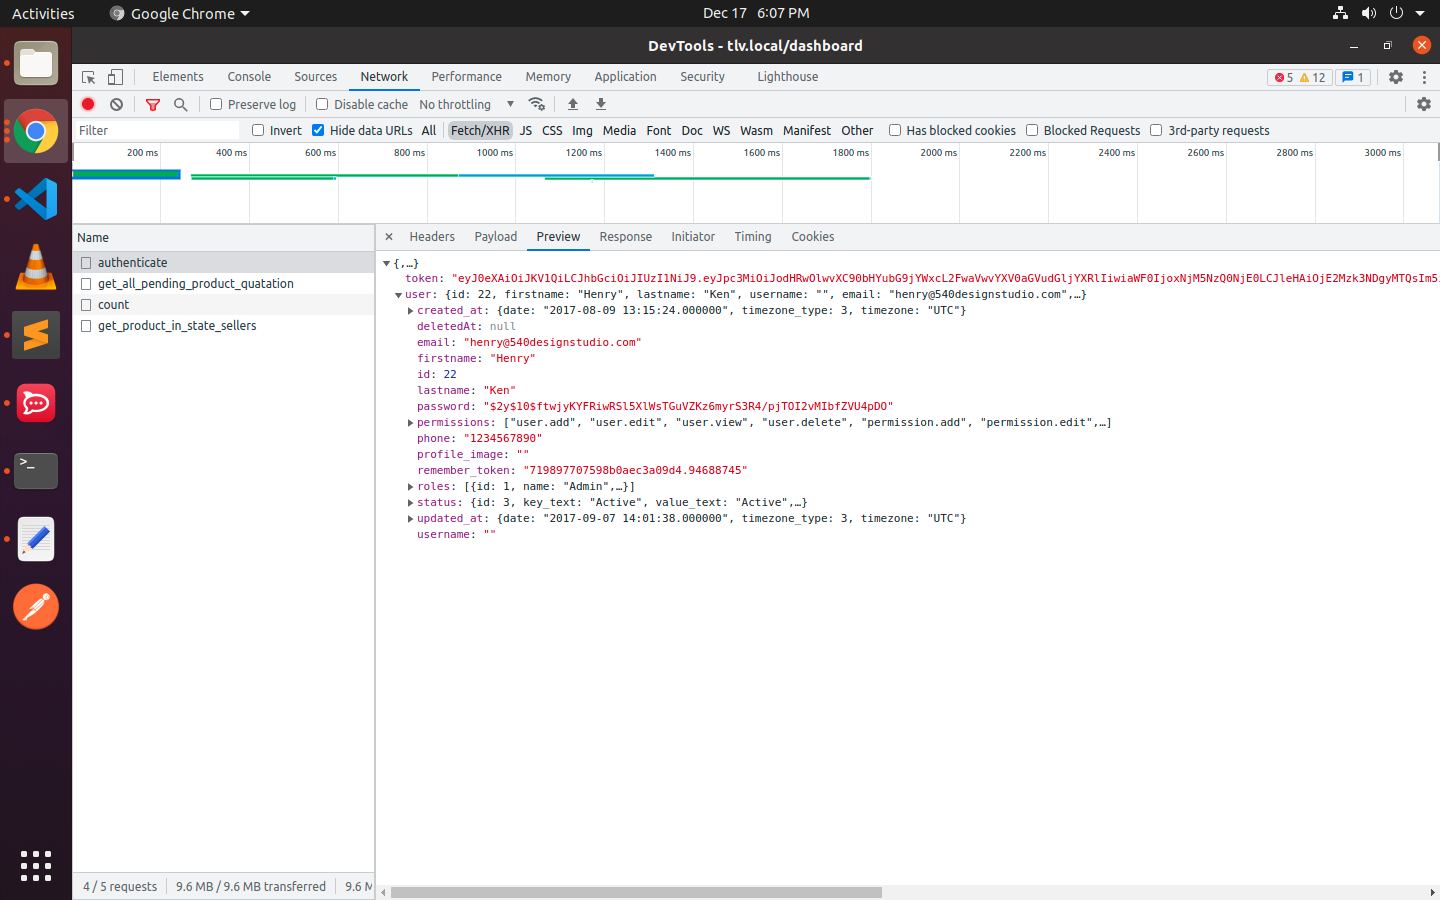 Activities
Google Chrome
Dec 17 6:07 PM
DevTools - tlv.local/dashboard
Elements Console Sources Network Performance Memory Application Security Lighthouse
5 12 1
Preserve log Disable cache No throttling
Filter Invert Hide data URLs All Fetch/XHR JS CSS Img Media Font Doc WS Wasm Manifest Other Has blocked cookies Blocked Requests 3rd-party requests
200 ms 400 ms 600 ms 800 ms 1000 ms 1200 ms 1400 ms 1600 ms 1800 ms 2000 ms 2200 ms 2400 ms 2600 ms 2800 ms 3000 ms
Name
authenticate
get_all_pending_product_quatation
count
get_product_in_state_sellers
4 / 5 requests 9.6 MB / 9.6 MB transferred 9.6 M
× Headers Payload Preview Response Initiator Timing Cookies
{,…}
token:
user: {id: 22, firstname: "Henry", lastname: "Ken", username: "", email: "henry@540designstudio.com",…}
created_at: {date: "2017-08-09 13:15:24.000000", timezone_type: 3, timezone: "UTC"}
deletedAt: null
email: "henry@540designstudio.com"
firstname: "Henry"
id: 22
lastname: "Ken"
password: "$2y$10$ftwjyKYFRiwRSl5XlWsTGuVZKz6myrS3R4/pjTOI2vMIbfZVU4pDO"
permissions: ["user.add", "user.edit", "user.view", "user.delete", "permission.add", "permission.edit",…]
phone: "1234567890"
profile_image: ""
remember_token: "719897707598b0aec3a09d4.94688745"
roles: [{id: 1, name: "Admin",…}]
status: {id: 3, key_text: "Active", value_text: "Active",…}
updated_at: {date: "2017-09-07 14:01:38.000000", timezone_type: 3, timezone: "UTC"}
username: ""